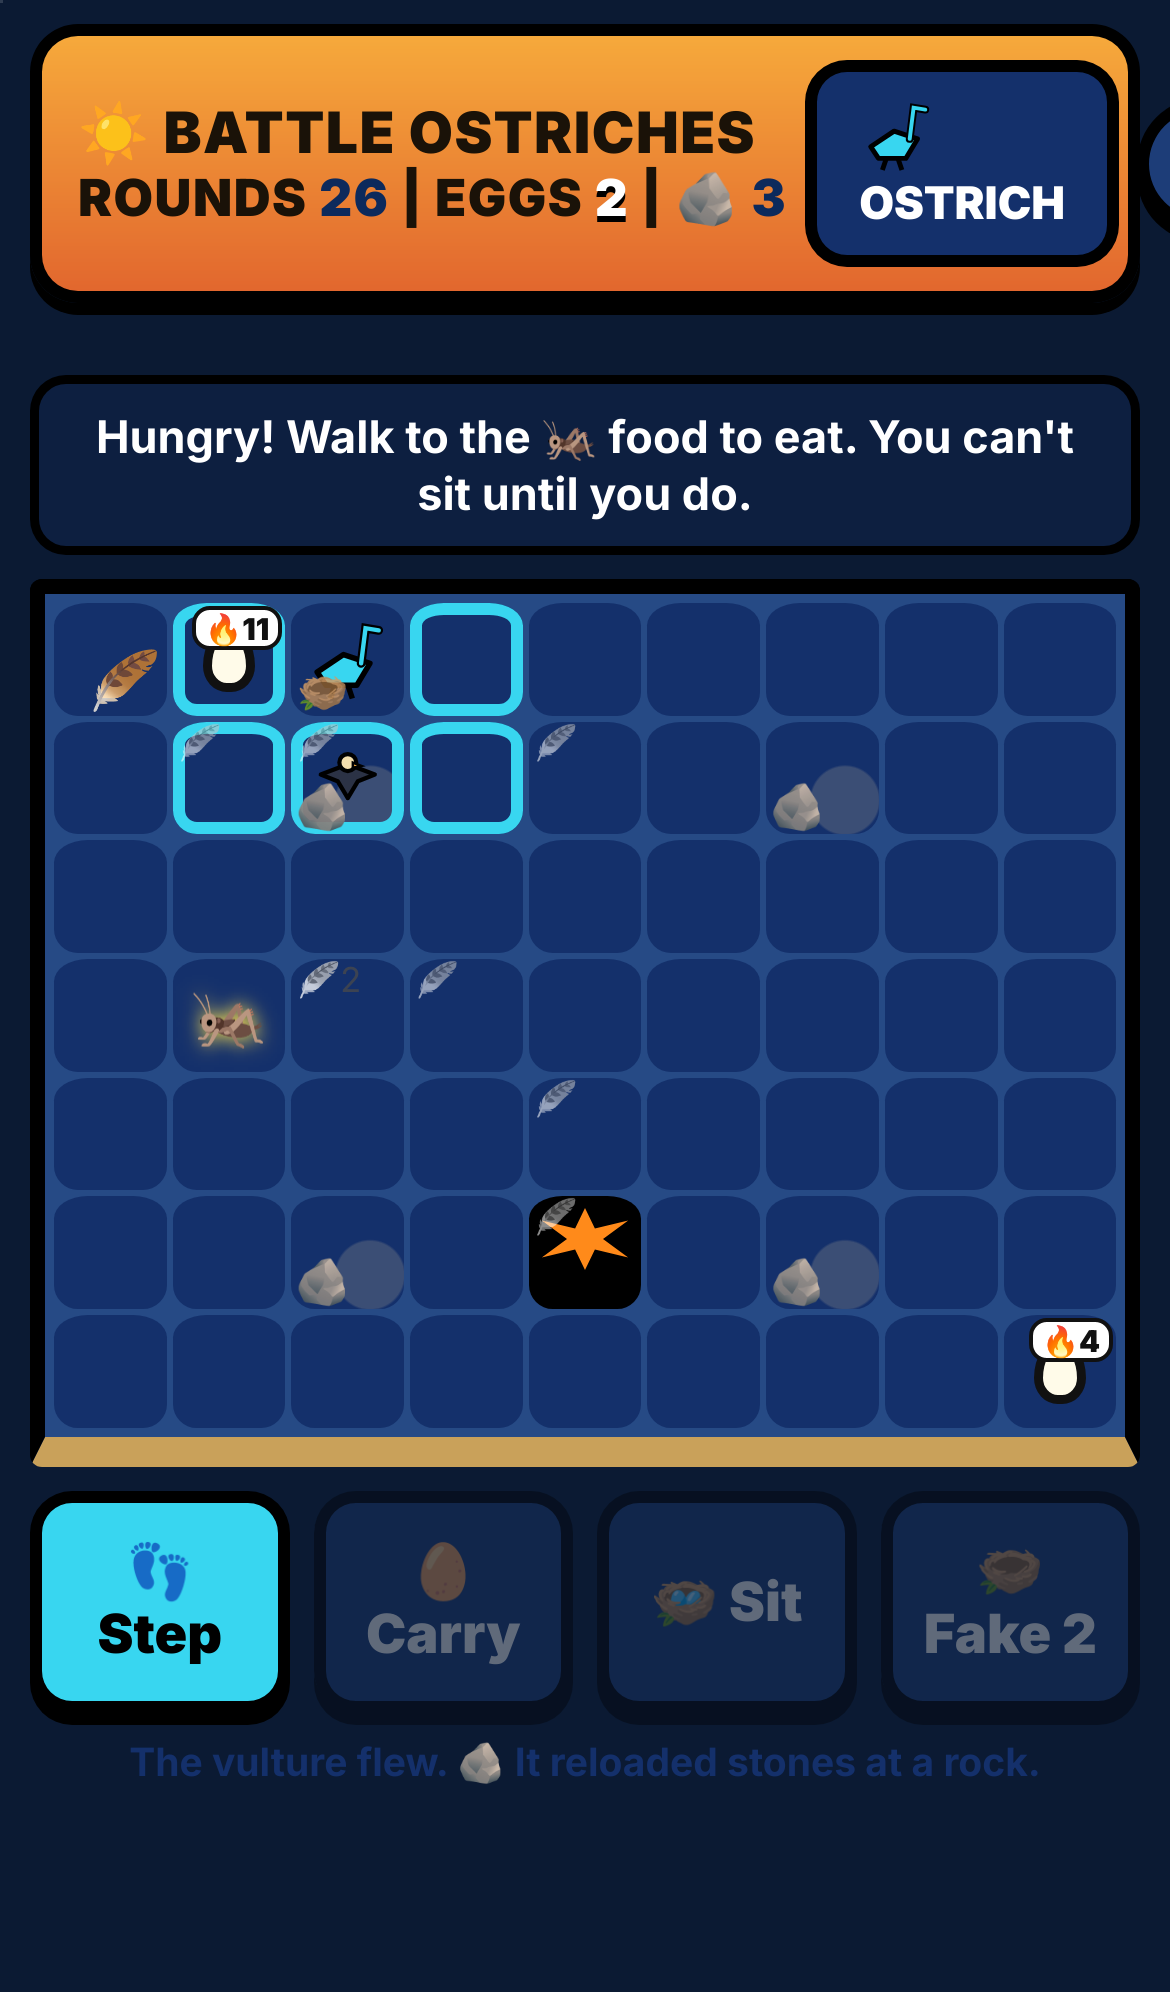 ☀️ BATTLE OSTRICHES
ROUNDS 26 | EGGS 2 | 🪨 3
OSTRICH
Hungry! Walk to the 🦗 food to eat. You can't
sit until you do.
🔥11
2
🔥4
👣 Step
🥚 Carry
🪺 Sit
🪹 Fake 2
The vulture flew. 🪨 It reloaded stones at a rock.